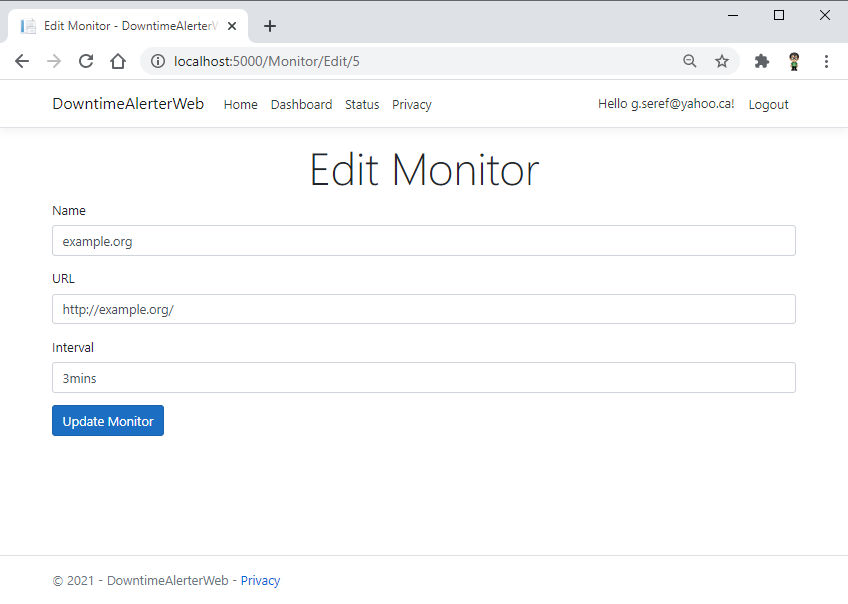 Edit Monitor - DowntimeAlerterW
localhost:5000/Monitor/Edit/5
DowntimeAlerterWeb Home Dashboard Status Privacy Hello g.seref@yahoo.ca! Logout
Edit Monitor
Name
example.org
URL
http://example.org/
Interval
3mins
Update Monitor
© 2021 - DowntimeAlerterWeb - Privacy